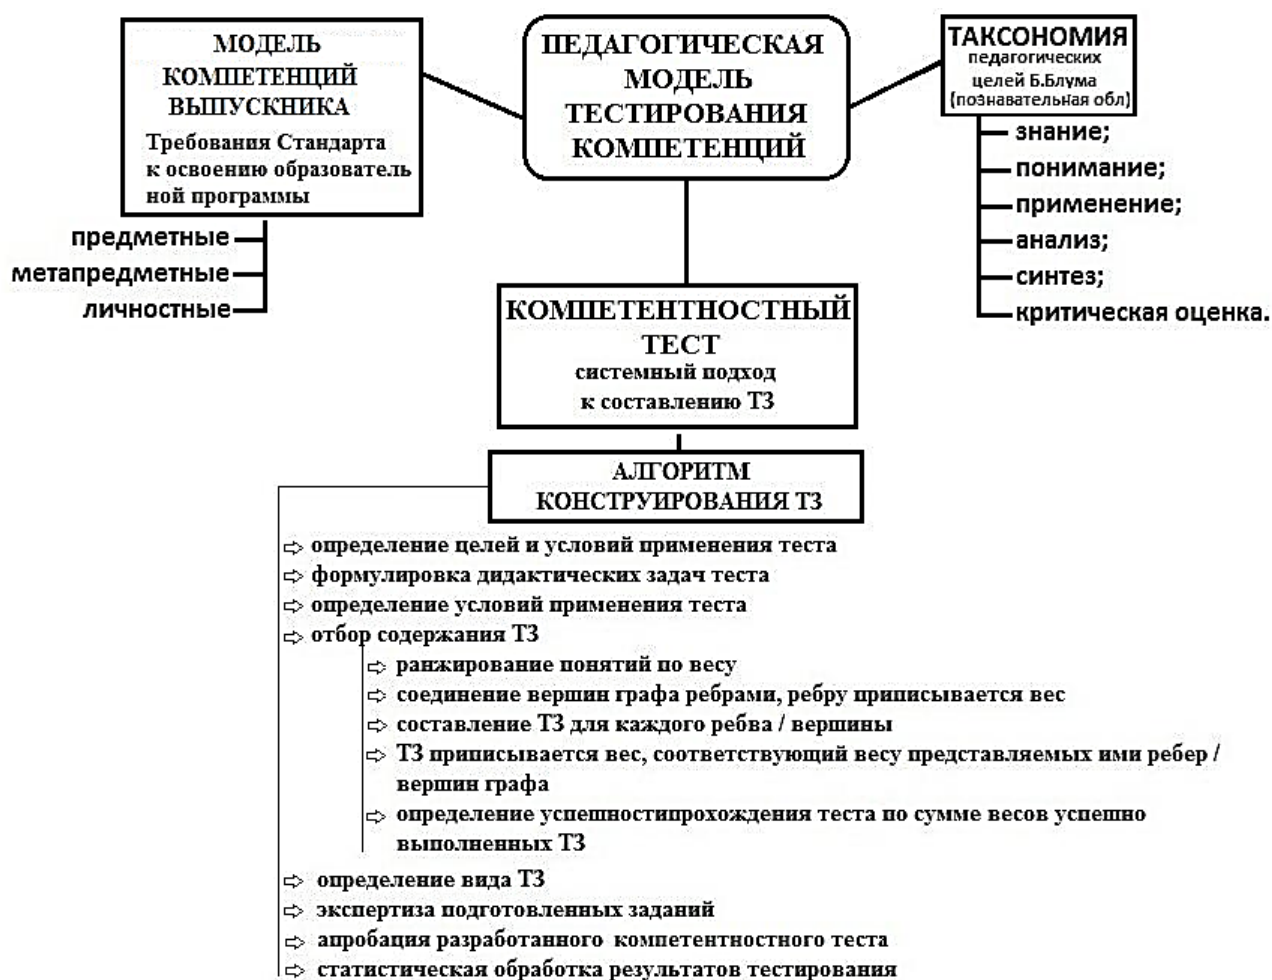 МОДЕЛЬ
КОМПЕТЕНЦИЙ
ВЫПУСКНИКА
Требования Стандарта
к освоению образователь
ной программы
предметные
метапредметные
личностные
ПЕДАГОГИЧЕСКАЯ
МОДЕЛЬ
ТЕСТИРОВАНИЯ
КОМПЕТЕНЦИЙ
ТАКСОНОМИЯ
педагогических
целей Б.Блума
(познавательная обл)
знание;
понимание;
применение;
анализ;
синтез;
критическая оценка.
КОМПЕТЕНТНОСТНЫЙ
ТЕСТ
системный подход
к составлению ТЗ
АЛГОРИТМ
КОНСТРУИРОВАНИЯ ТЗ
⇨ определение целей и условий применения теста
⇨ формулировка дидактических задач теста
⇨ определение условий применения теста
⇨ отбор содержания ТЗ
⇨ ранжирование понятий по весу
⇨ соединение вершин графа ребрами, ребру приписывается вес
⇨ составление ТЗ для каждого ребва / вершины
⇨ ТЗ приписывается вес, соответствующий весу представляемых ими ребер /
вершин графа
⇨ определение успешностипрохождения теста по сумме весов успешно
выполненных ТЗ
⇨ определение вида ТЗ
⇨ экспертиза подготовленных заданий
⇨ апробация разработанного компетентностного теста
⇨ статистическая обработка результатов тестирования